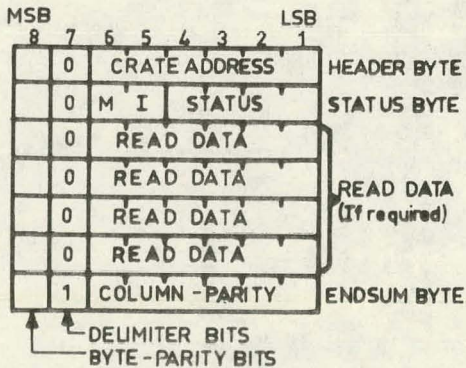 MSB LSB
8 7 6 5 4 3 2 1
0 CRATE ADDRESS HEADER BYTE
0 M I STATUS STATUS BYTE
0 READ DATA
0 READ DATA
READ DATA
(If required)
0 READ DATA
0 READ DATA
1 COLUMN-PARITY ENDSUM BYTE
DELIMITER BITS
BYTE-PARITY BITS